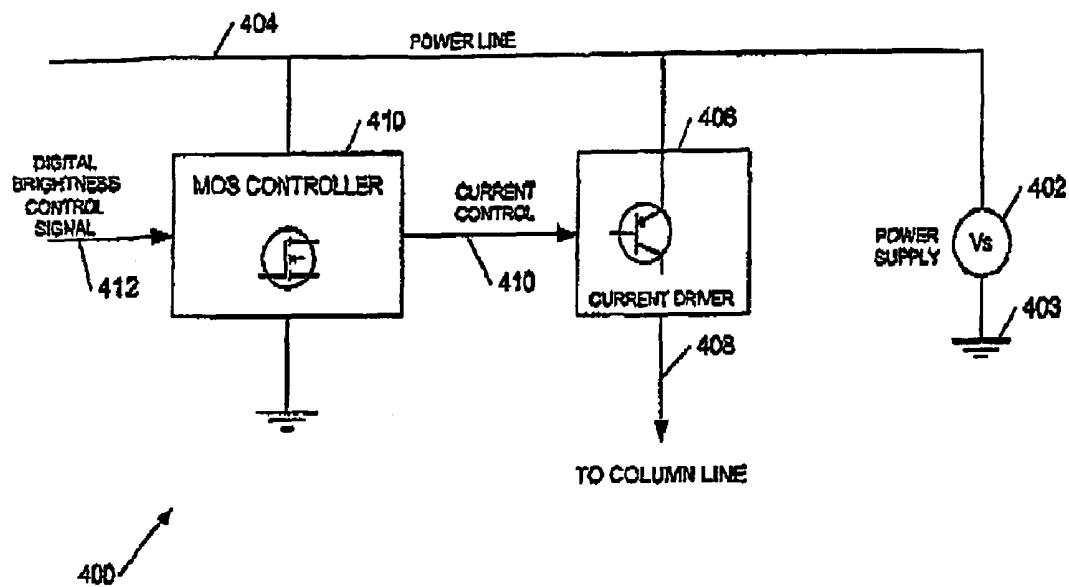 404
POWER LINE
410
406
DIGITAL
BRIGHTNESS
CONTROL
SIGNAL
MOS CONTROLLER
CURRENT
CONTROL
402
POWER
SUPPLY
Vs
412
410
CURRENT DRIVER
403
408
TO COLUMN LINE
400